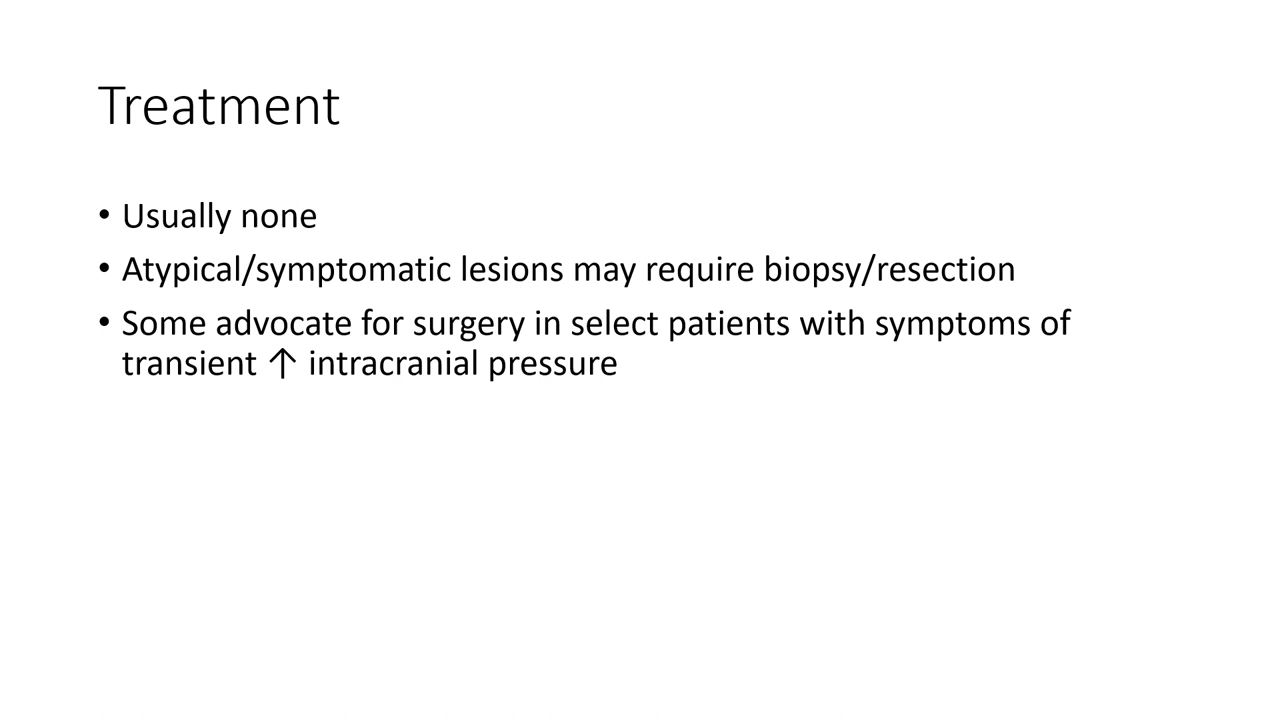 Treatment
• Usually none
• Atypical/symptomatic lesions may require biopsy/resection
• Some advocate for surgery in select patients with symptoms of
transient ↑ intracranial pressure